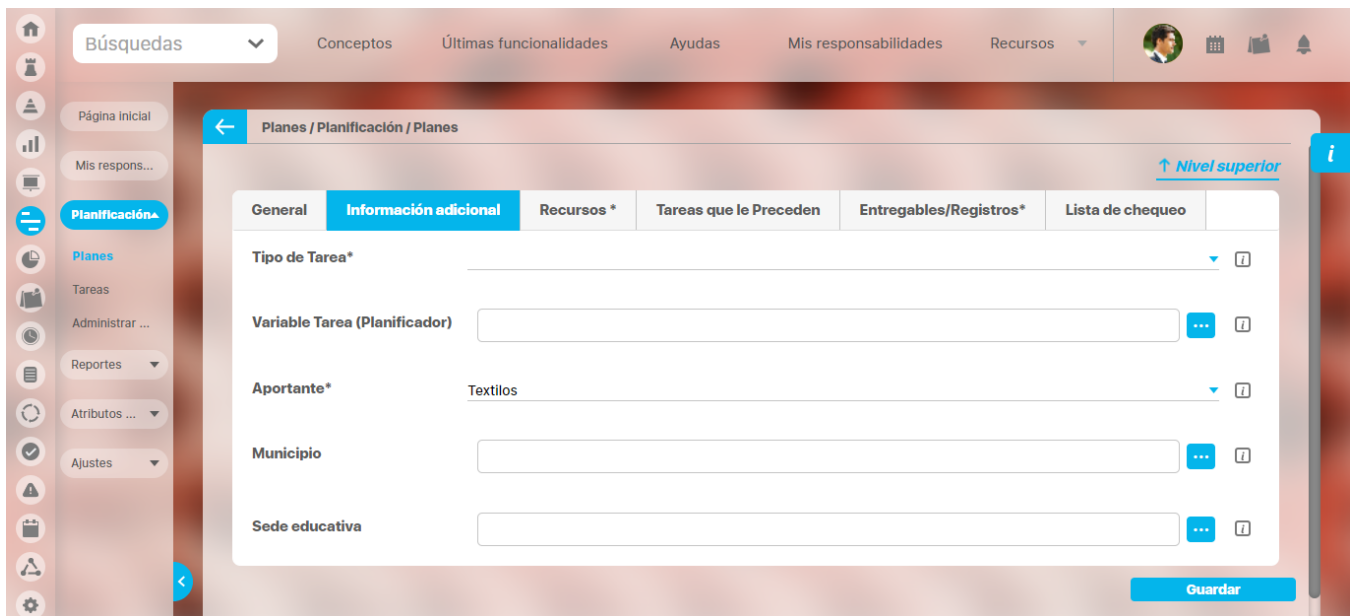 Búsquedas
Conceptos
Últimas funcionalidades
Ayudas
Mis responsabilidades
Recursos
Página inicial
Mis respons...
Planificación
Planes
Tareas
Administrar ...
Reportes
Atributos ...
Ajustes
Planes / Planificación / Planes
Nivel superior
i
General
Información adicional
Recursos *
Tareas que le Preceden
Entregables/Registros*
Lista de chequeo
Tipo de Tarea*
i
Variable Tarea (Planificador)
...
i
Aportante*
Textilos
i
Municipio
...
i
Sede educativa
...
i
Guardar